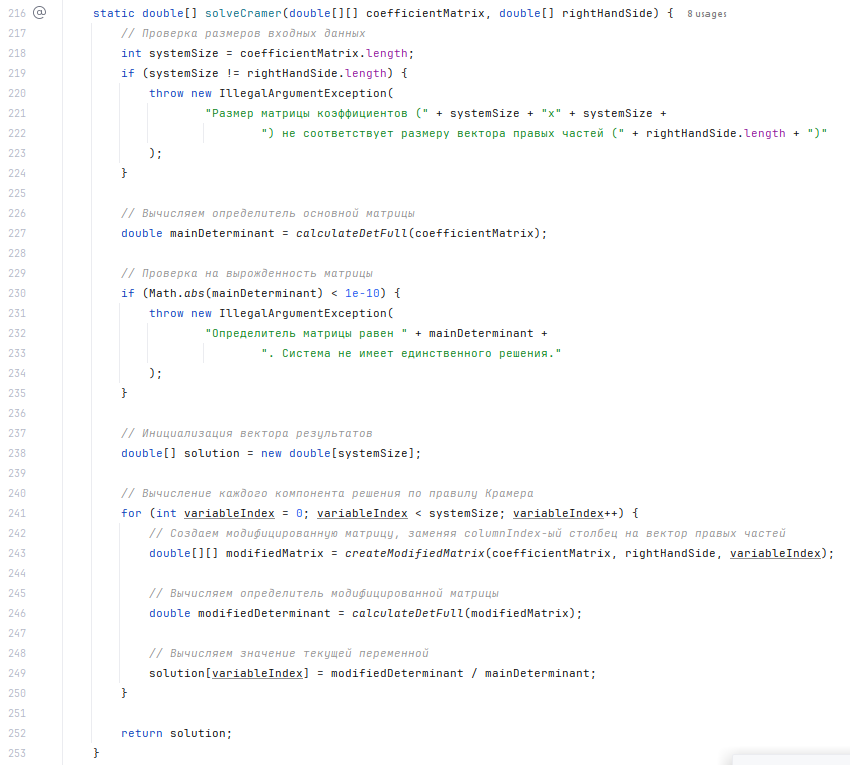 216 @ static double[] solveCramer(double[][] coefficientMatrix, double[] rightHandSide) { 8 usages
217 // Проверка размеров входных данных
218 int systemSize = coefficientMatrix.length;
219 if (systemSize != rightHandSide.length) {
220 throw new IllegalArgumentException(
221 "Размер матрицы коэффициентов (" + systemSize + "x" + systemSize +
222 ") не соответствует размеру вектора правых частей (" + rightHandSide.length + ")"
223 );
224 }
225
226 // Вычисляем определитель основной матрицы
227 double mainDeterminant = calculateDetFull(coefficientMatrix);
228
229 // Проверка на вырожденность матрицы
230 if (Math.abs(mainDeterminant) < 1e-10) {
231 throw new IllegalArgumentException(
232 "Определитель матрицы равен " + mainDeterminant +
233 ". Система не имеет единственного решения."
234 );
235 }
236
237 // Инициализация вектора результатов
238 double[] solution = new double[systemSize];
239
240 // Вычисление каждого компонента решения по правилу Крамера
241 for (int variableIndex = 0; variableIndex < systemSize; variableIndex++) {
242 // Создаем модифицированную матрицу, заменяя columnIndex-ый столбец на вектор правых частей
243 double[][] modifiedMatrix = createModifiedMatrix(coefficientMatrix, rightHandSide, variableIndex);
244
245 // Вычисляем определитель модифицированной матрицы
246 double modifiedDeterminant = calculateDetFull(modifiedMatrix);
247
248 // Вычисляем значение текущей переменной
249 solution[variableIndex] = modifiedDeterminant / mainDeterminant;
250 }
251
252 return solution;
253 }